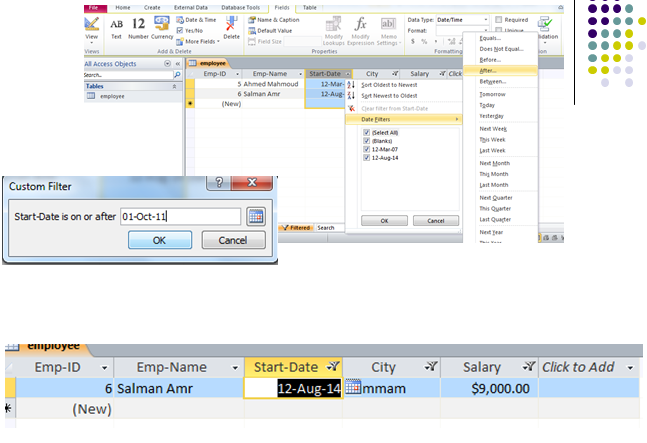 File Home Create External Data Database Tools Fields Table
View AB Text 12 Number Currency Date & Time Yes/No More Fields Delete Name & Caption Default Value Field Size Modify Lookups Modify Expression Memo Settings Data Type: Date/Time Format: Required Unique Validation
Views Add & Delete Properties Formatting
All Access Objects
Search...
Tables
employee
employee
Emp-ID Emp-Name Start-Date City Salary Click
5 Ahmed Mahmoud 12-Mar-
6 Salman Amr 12-Aug-
(New)
Sort Oldest to Newest
Sort Newest to Oldest
Clear filter from Start-Date
Date Filters
(Select All)
(Blanks)
12-Mar-07
12-Aug-14
OK Cancel
Equals...
Does Not Equal...
Before...
After...
Between...
Tomorrow
Today
Yesterday
Next Week
This Week
Last Week
Next Month
This Month
Last Month
Next Quarter
This Quarter
Last Quarter
Next Year
This Year
Filtered Search
Custom Filter
Start-Date is on or after 01-Oct-11
OK Cancel
employee
Emp-ID Emp-Name Start-Date City Salary Click to Add
6 Salman Amr 12-Aug-14 mmam $9,000.00
(New)